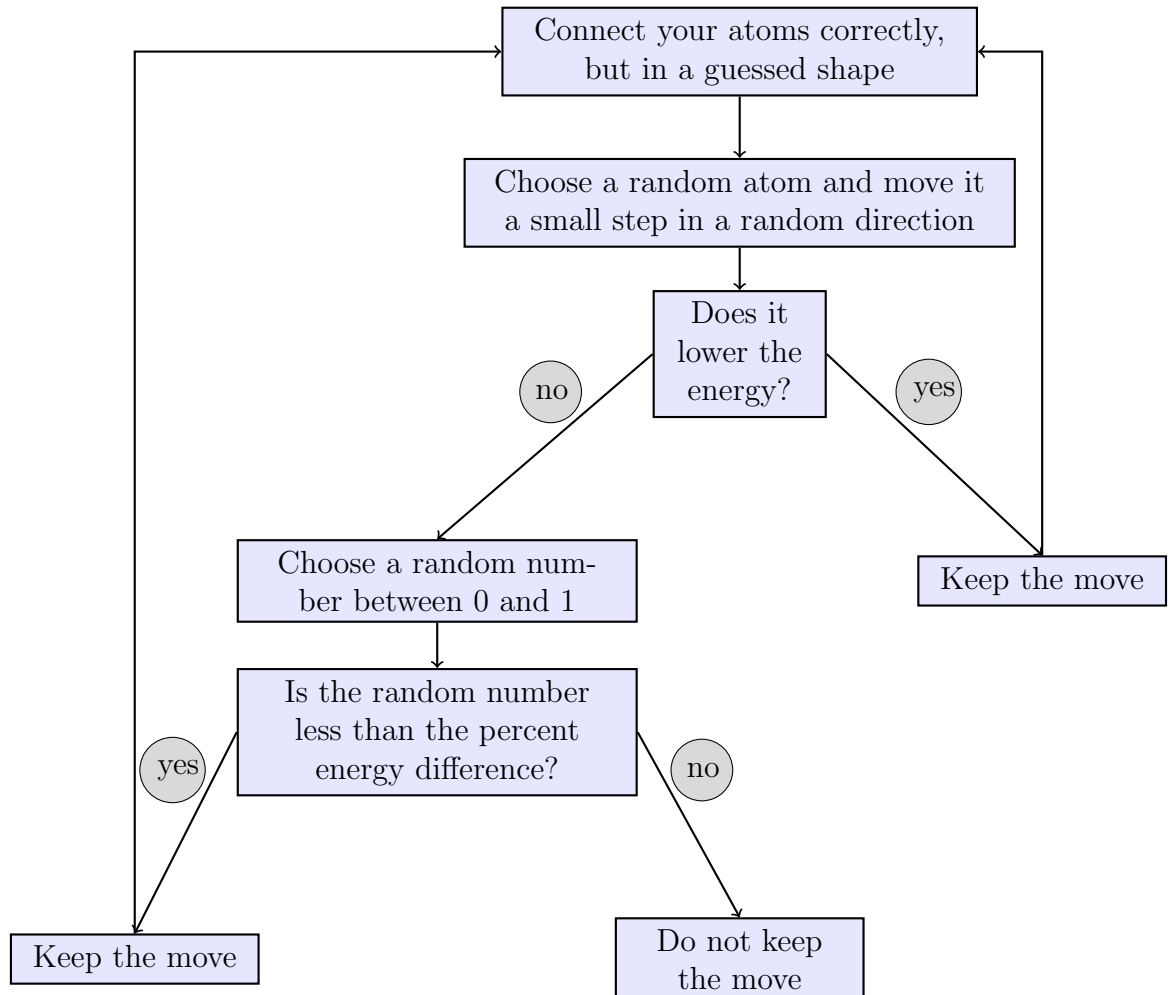 Connect your atoms correctly,
but in a guessed shape
Choose a random atom and move it
a small step in a random direction
Does it
lower the
energy?
no
yes
Choose a random num-
ber between 0 and 1
Keep the move
Is the random number
less than the percent
energy difference?
yes
no
Keep the move
Do not keep
the move